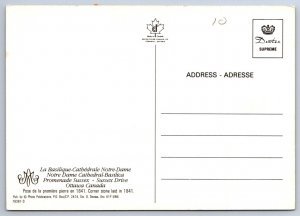 10
Dexter
SUPREME
ADDRESS - ADRESSE
La Basilique-Cathédrale Notre Dame
Notre Dame Cathedral-Basilica
Promenade Sussex - Sussex Drive
Ottawa Canada
Pose de la première pierre en 1841. Corner stone laid in 1841.